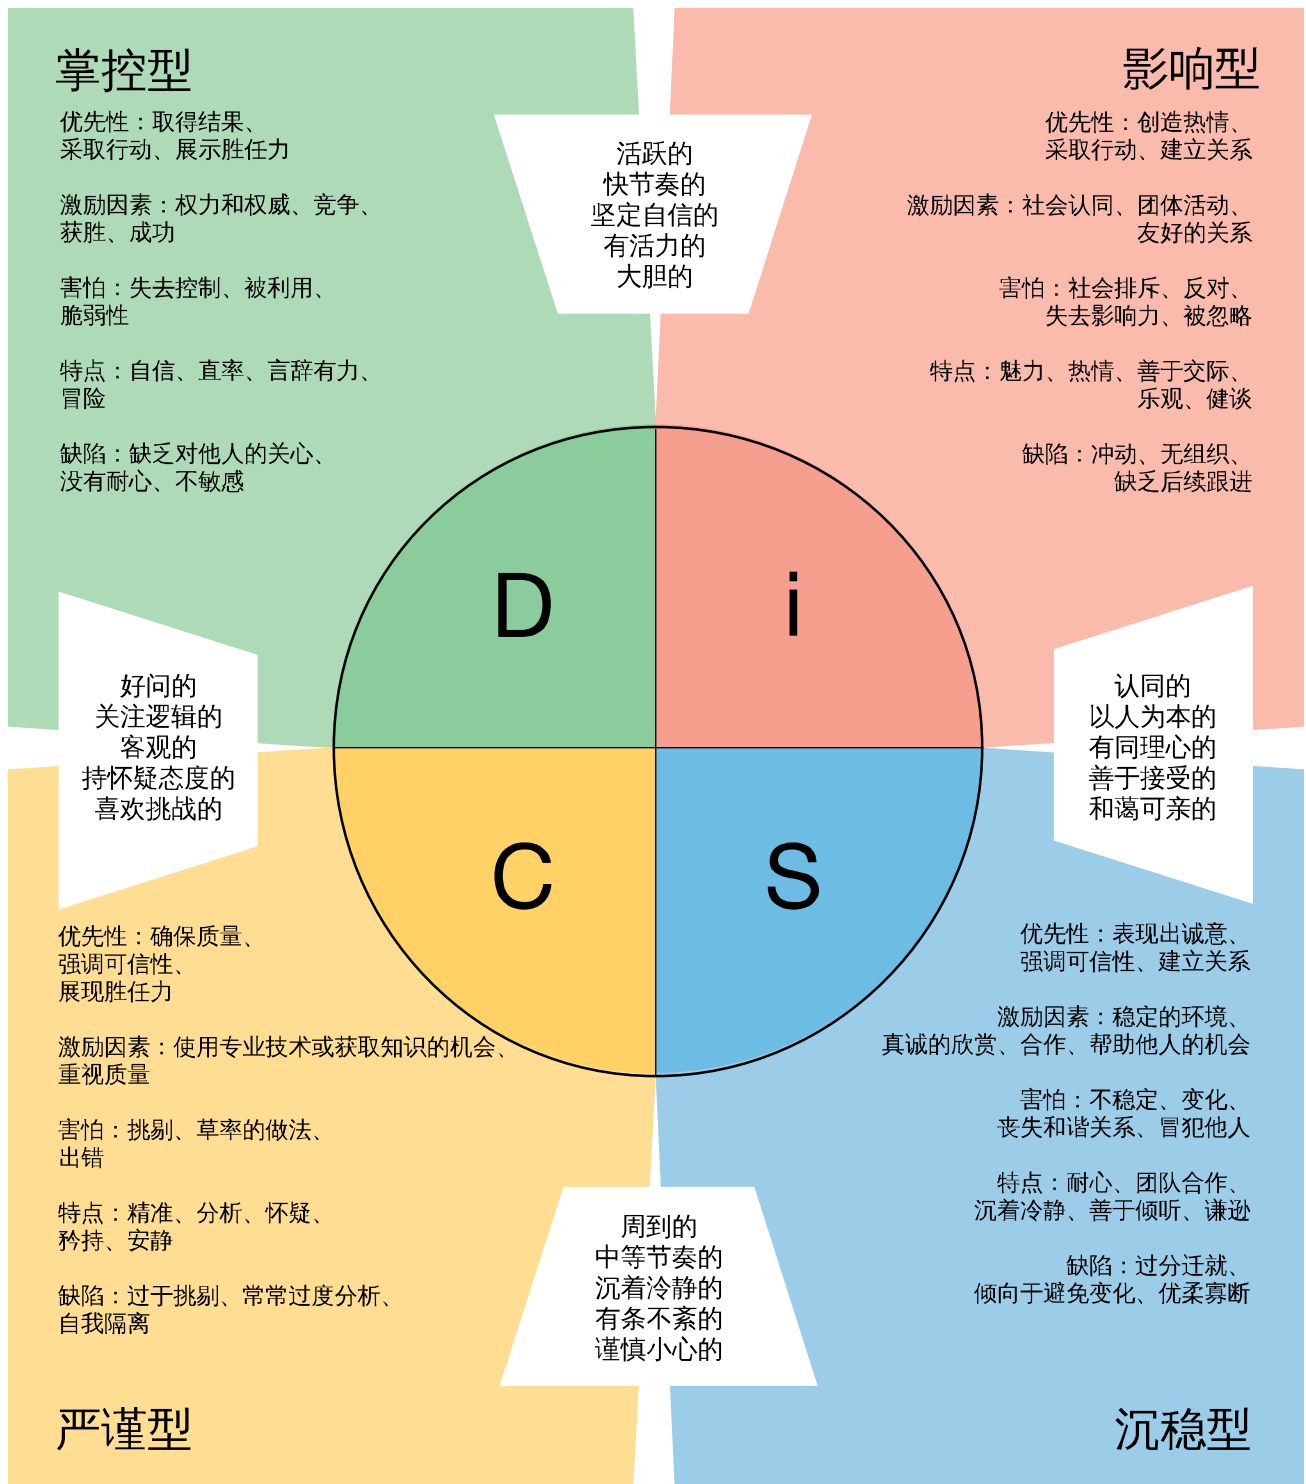 掌控型
优先性：取得结果、
采取行动、展示胜任力
激励因素：权力和权威、竞争、
获胜、成功
害怕：失去控制、被利用、
脆弱性
特点：自信、直率、言辞有力、
冒险
缺陷：缺乏对他人的关心、
没有耐心、不敏感
活跃的
快节奏的
坚定自信的
有活力的
大胆的
影响型
优先性：创造热情、
采取行动、建立关系
激励因素：社会认同、团体活动、
友好的关系
害怕：社会排斥、反对、
失去影响力、被忽略
特点：魅力、热情、善于交际、
乐观、健谈
缺陷：冲动、无组织、
缺乏后续跟进
D
i
好问的
关注逻辑的
客观的
持怀疑态度的
喜欢挑战的
认同的
以人为本的
有同理心的
善于接受的
和蔼可亲的
C
S
优先性：确保质量、
强调可信性、
展现胜任力
激励因素：使用专业技术或获取知识的机会、
重视质量
害怕：挑剔、草率的做法、
出错
特点：精准、分析、怀疑、
矜持、安静
缺陷：过于挑剔、常常过度分析、
自我隔离
严谨型
周到的
中等节奏的
沉着泠静的
有条不紊的
谨慎小心的
优先性：表现出诚意、
强调可信性、建立关系
激励因素：稳定的环境、
真诚的欣赏、合作、帮助他人的机会
害怕：不稳定、变化、
丧失和谐关系、冒犯他人
特点：耐心、团队合作、
沉着冷静、善于倾听、谦逊
缺陷：过分迁就、
倾向于避免变化、优柔寡断
沉稳型